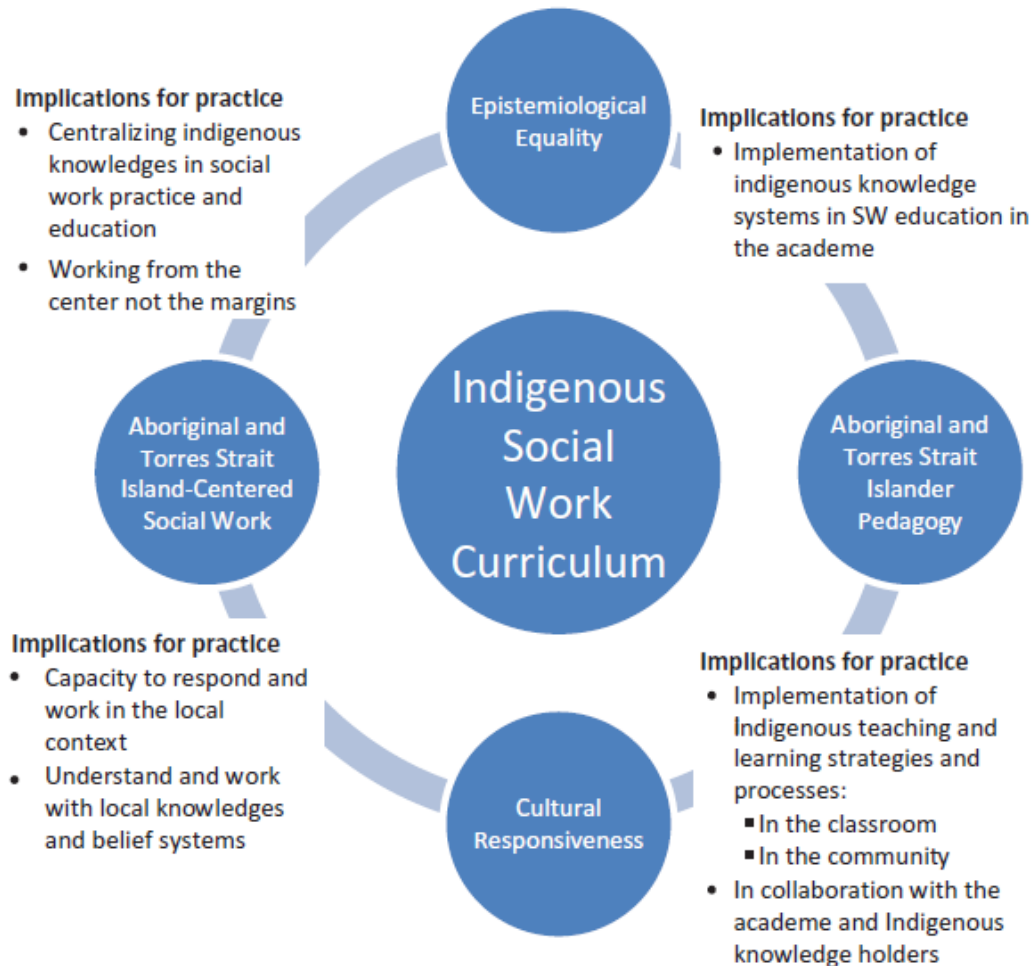 Epistemiological
Equality
Implications for practice
• Centralizing indigenous
knowledges in social
work practice and
education
• Working from the
center not the margins
Implications for practice
• Implementation of
indigenous knowledge
systems in SW education in
the academe
Aboriginal and
Torres Strait
Island-Centered
Social Work
Indigenous
Social
Work
Curriculum
Aboriginal and
Torres Strait
Islander
Pedagogy
Implications for practice
• Capacity to respond and
work in the local
context
• Understand and work
with local knowledges
and belief systems
Cultural
Responsiveness
Implications for practice
• Implementation of
Indigenous teaching and
learning strategies and
processes:
▪ In the classroom
▪ In the community
• In collaboration with the
academe and Indigenous
knowledge holders